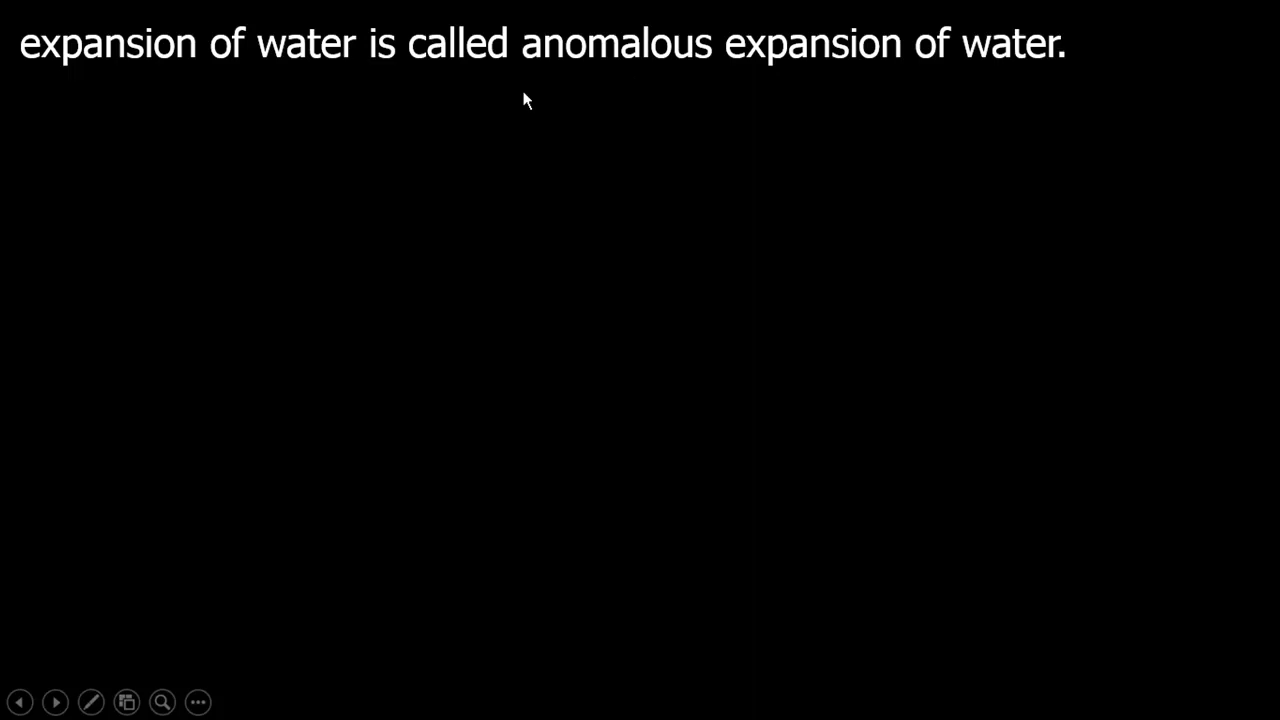 expansion of water is called anomalous expansion of water.